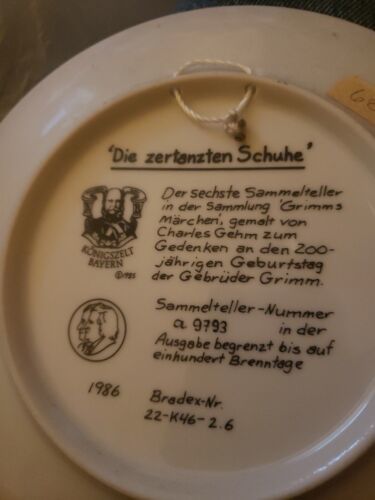 'Die zertanzten Schuhe'
Der sechste Sammelteller
in der Sammlung 'Grimms
Märchen', gemalt von
Charles Gehm zum
Gedenken an den 200-
jährigen Geburtstag
der Gebrüder Grimm.
KÖNIGSZELT
BAYERN
©1985
Sammelteller-Nummer
a 9793 in der
Ausgabe begrenzt bis auf
einhundert Brenntage
1986
Bradex-Nr.
22-K46-2.6